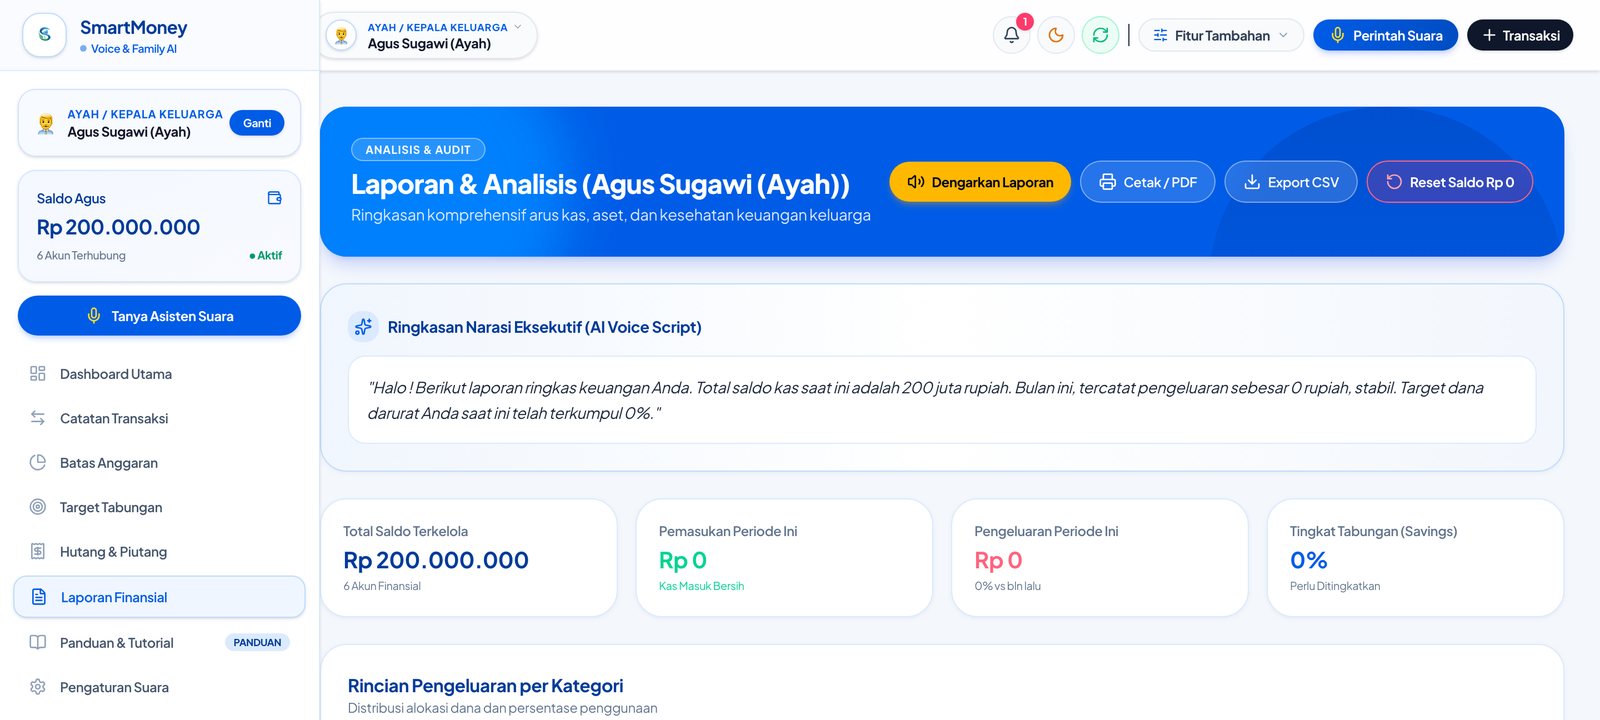 SmartMoney
Voice & Family AI
AYAH / KEPALA KELUARGA
Agus Sugawi (Ayah)
1
Fitur Tambahan
Perintah Suara
Transaksi
AYAH / KEPALA KELUARGA
Agus Sugawi (Ayah)
Ganti
Saldo Agus
Rp 200.000.000
6 Akun Terhubung
Aktif
Tanya Asisten Suara
Dashboard Utama
Catatan Transaksi
Batas Anggaran
Target Tabungan
Hutang & Piutang
Laporan Finansial
Panduan & Tutorial
PANDUAN
Pengaturan Suara
ANALISIS & AUDIT
Laporan & Analisis (Agus Sugawi (Ayah))
Ringkasan komprehensif arus kas, aset, dan kesehatan keuangan keluarga
Dengarkan Laporan
Cetak / PDF
Export CSV
Reset Saldo Rp 0
Ringkasan Narasi Eksekutif (AI Voice Script)
"Halo ! Berikut laporan ringkas keuangan Anda. Total saldo kas saat ini adalah 200 juta rupiah. Bulan ini, tercatat pengeluaran sebesar 0 rupiah, stabil. Target dana
darurat Anda saat ini telah terkumpul 0%."
Total Saldo Terkelola
Rp 200.000.000
6 Akun Finansial
Pemasukan Periode Ini
Rp 0
Kas Masuk Bersih
Pengeluaran Periode Ini
Rp 0
0% vs bln lalu
Tingkat Tabungan (Savings)
0%
Perlu Ditingkatkan
Rincian Pengeluaran per Kategori
Distribusi alokasi dana dan persentase penggunaan